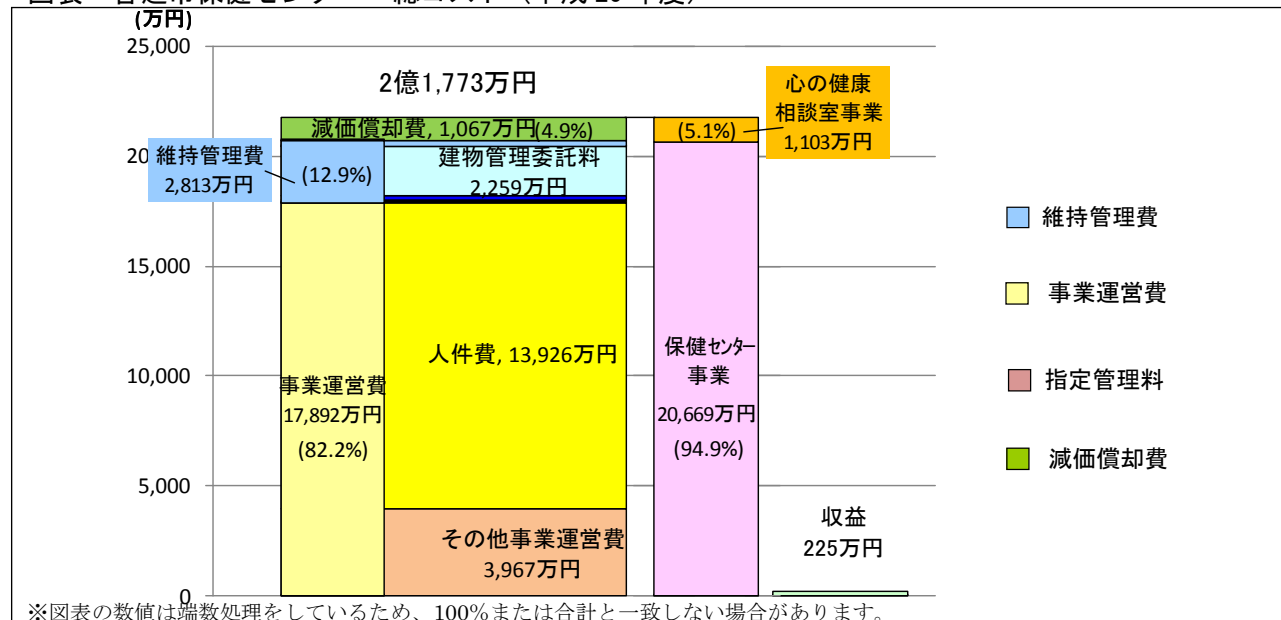 (万円)
25,000
20,000
15,000
10,000
5,000
0
2億1,773万円
減価償却費, 1,067万円(4.9%)
維持管理費
2,813万円
(12.9%)
建物管理委託料
2.259万円
事業運営費
17,892万円
(82.2%)
人件費, 13,926万円
その他事業運営費
3,967万円
(5.1%)
心の健康
相談室事業
1,103万円
保健センター
事業
20,669万円
(94.9%)
収益
225万円
維持管理費
事業運営費
指定管理料
減価償却費
※図表の数値は端数処理をしているため、100%または合計と一致しない場合があります。